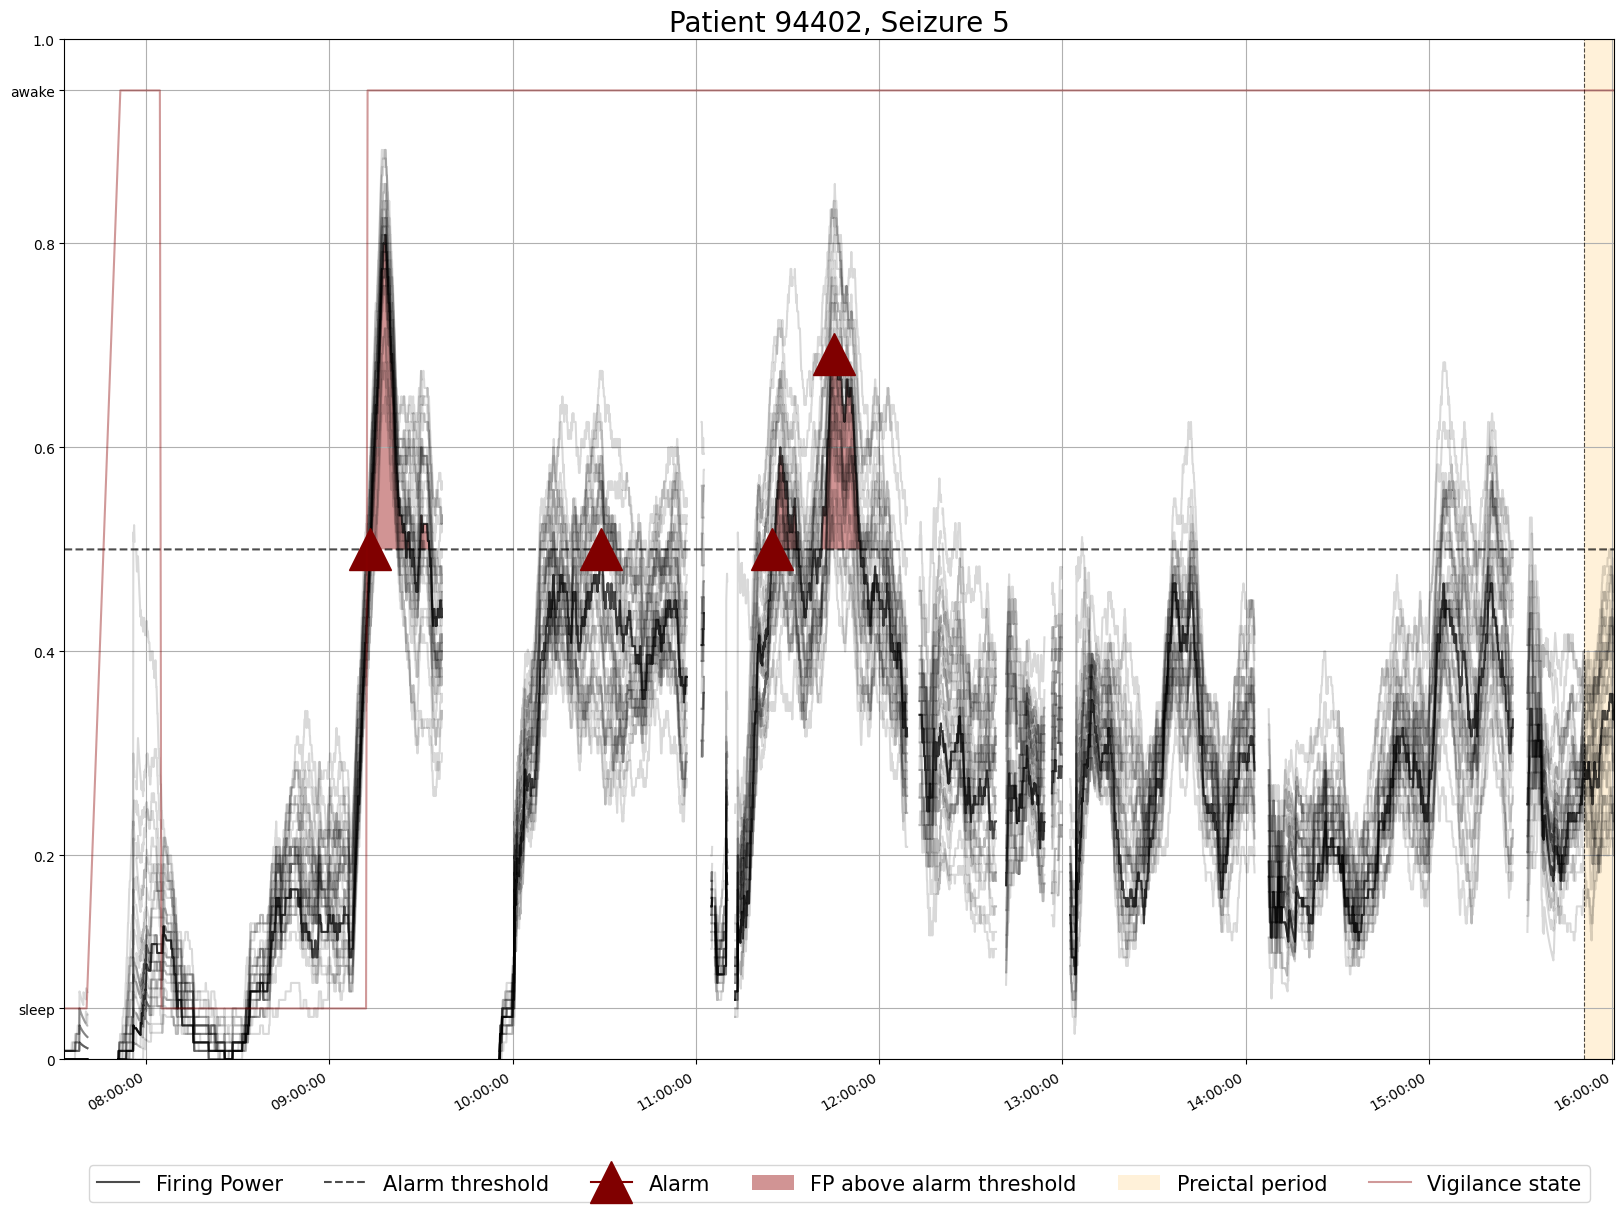 Patient 94402, Seizure 5
1.0
awake
0.8
0.6
0.4
0.2
sleep
0
08:00:00 09:00:00 10:00:00 11:00:00 12:00:00 13:00:00 14:00:00 15:00:00 16:00:00
Firing Power Alarm threshold Alarm FP above alarm threshold Preictal period Vigilance state